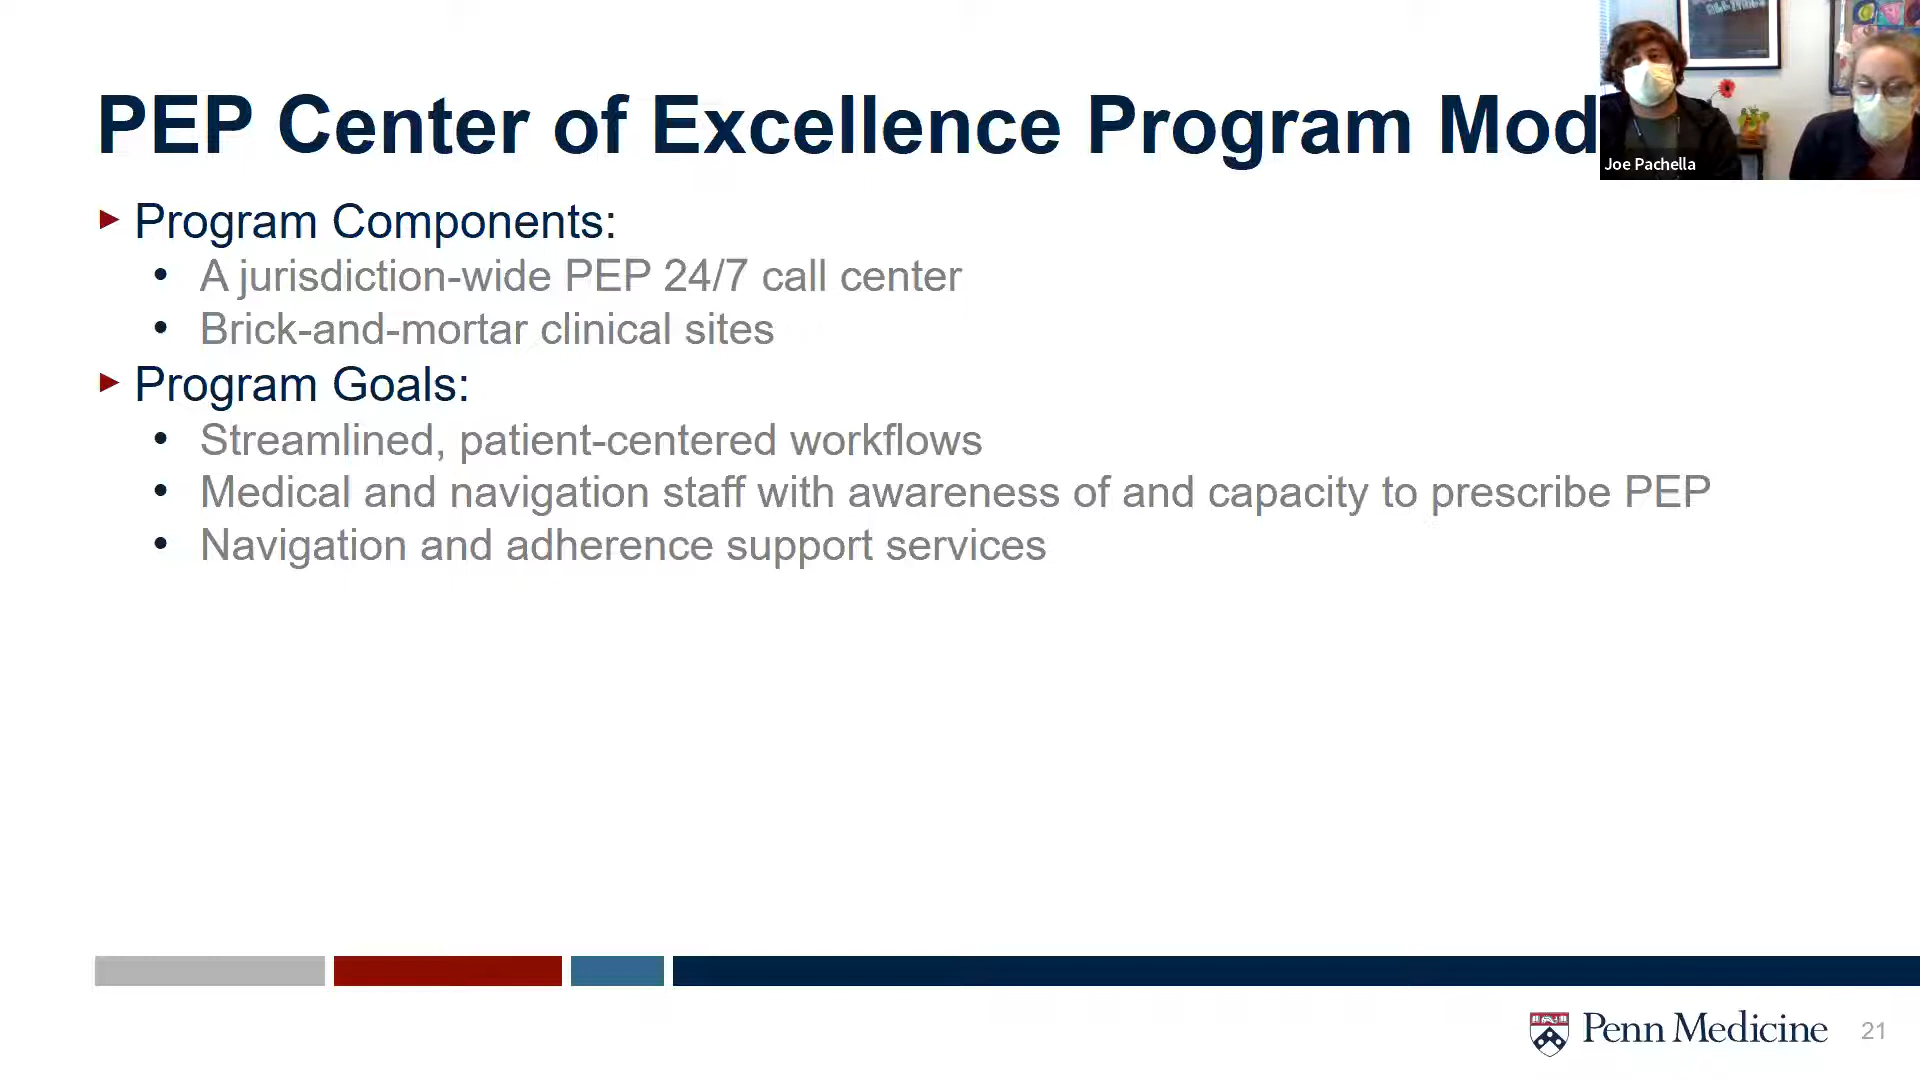 PEP Center of Excellence Program Mod
Joe Pachella
Program Components:
• A jurisdiction-wide PEP 24/7 call center
• Brick-and-mortar clinical sites
Program Goals:
• Streamlined, patient-centered workflows
• Medical and navigation staff with awareness of and capacity to prescribe PEP
• Navigation and adherence support services
Penn Medicine
21